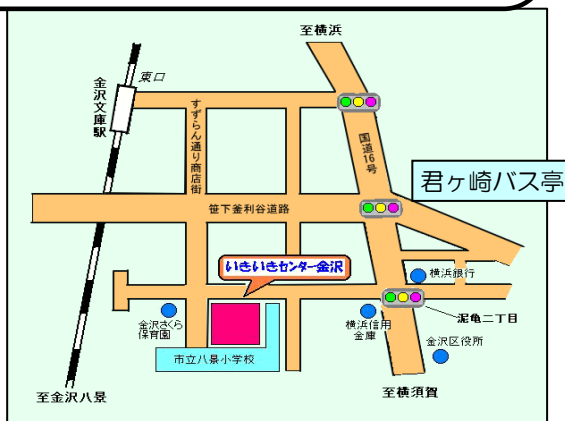 至横浜
東口
金沢文庫駅
すずらん通り商店街
国道16号
君ヶ崎バス亭
笹下釜利谷道路
いきいきセンター金沢
横浜銀行
金沢さくら
保育園
横浜信用
金庫
泥亀二丁目
金沢区役所
市立八景小学校
至金沢八景
至横須賀